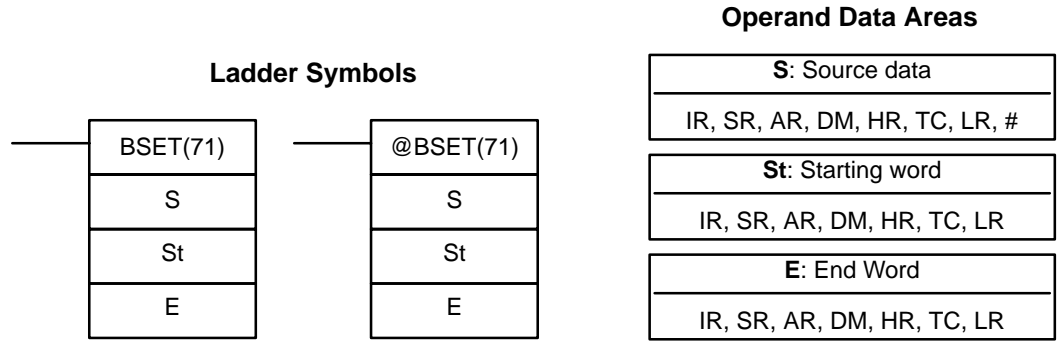 Ladder Symbols
BSET(71)
S
St
E
@BSET(71)
S
St
E
Operand Data Areas
S: Source data
IR, SR, AR, DM, HR, TC, LR, #
St: Starting word
IR, SR, AR, DM, HR, TC, LR
E: End Word
IR, SR, AR, DM, HR, TC, LR